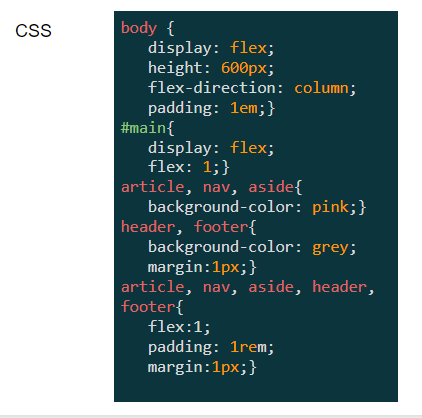 CSS
body {
display: flex;
height: 600px;
flex-direction: column;
padding: 1em;}
#main{
display: flex;
flex: 1;}
article, nav, aside{
background-color: pink;}
header, footer{
background-color: grey;
margin:1px;}
article, nav, aside, header,
footer{
flex:1;
padding: 1rem;
margin:1px;}